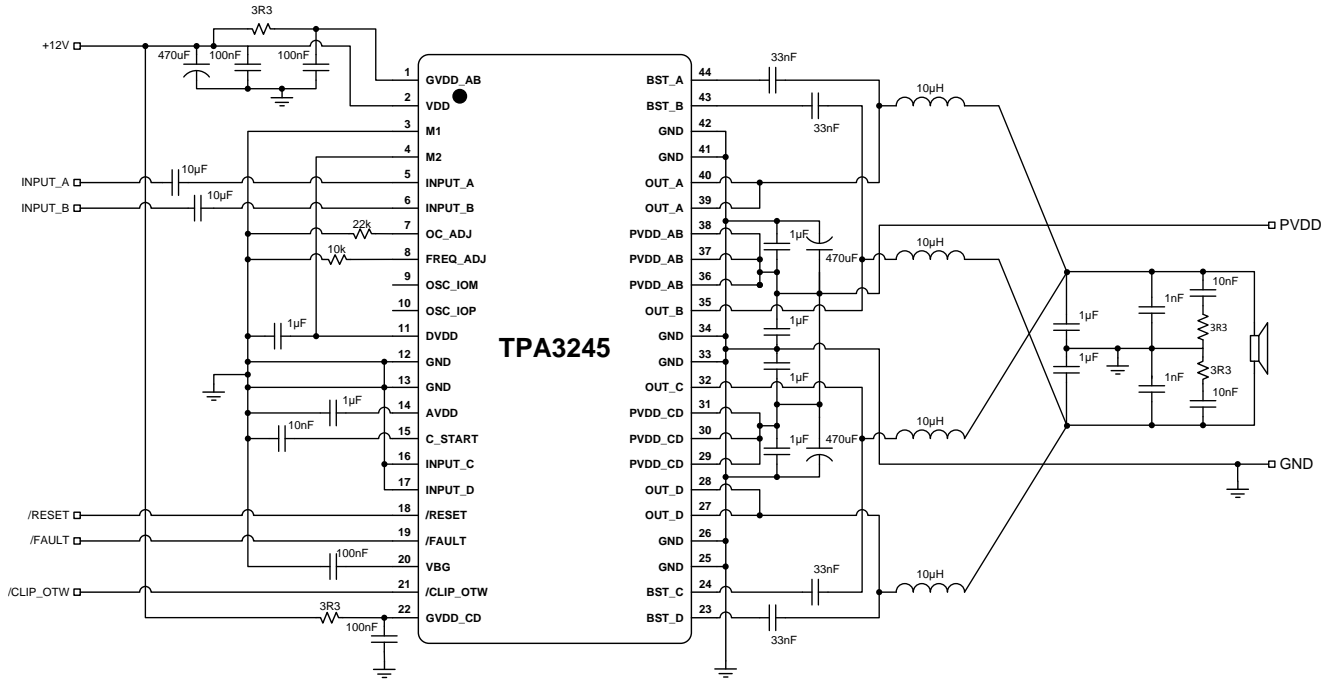 3R3
+12V
470uF
100nF
100nF
1 GVDD_AB
2 VDD
3 M1
4 M2
INPUT_A
10µF
5 INPUT_A
INPUT_B
10µF
6 INPUT_B
22k
7 OC_ADJ
10k
8 FREQ_ADJ
9 OSC_IOM
10 OSC_IOP
1µF
11 DVDD
12 GND
13 GND
1µF
14 AVDD
10nF
15 C_START
16 INPUT_C
17 INPUT_D
/RESET
18 /RESET
/FAULT
19 /FAULT
100nF
20 VBG
/CLIP_OTW
21 /CLIP_OTW
3R3
100nF
22 GVDD_CD
TPA3245
BST_A 44
BST_B 43
GND 42
GND 41
OUT_A 40
OUT_A 39
PVDD_AB 38
PVDD_AB 37
PVDD_AB 36
OUT_B 35
GND 34
GND 33
OUT_C 32
PVDD_CD 31
PVDD_CD 30
PVDD_CD 29
OUT_D 28
OUT_D 27
GND 26
GND 25
BST_C 24
BST_D 23
33nF
33nF
10µH
1µF
470uF
10µH
1µF
1µF
1µF
470uF
10µH
33nF
33nF
10µH
PVDD
10nF
1nF
3R3
1µF
1µF
3R3
1nF
10nF
GND